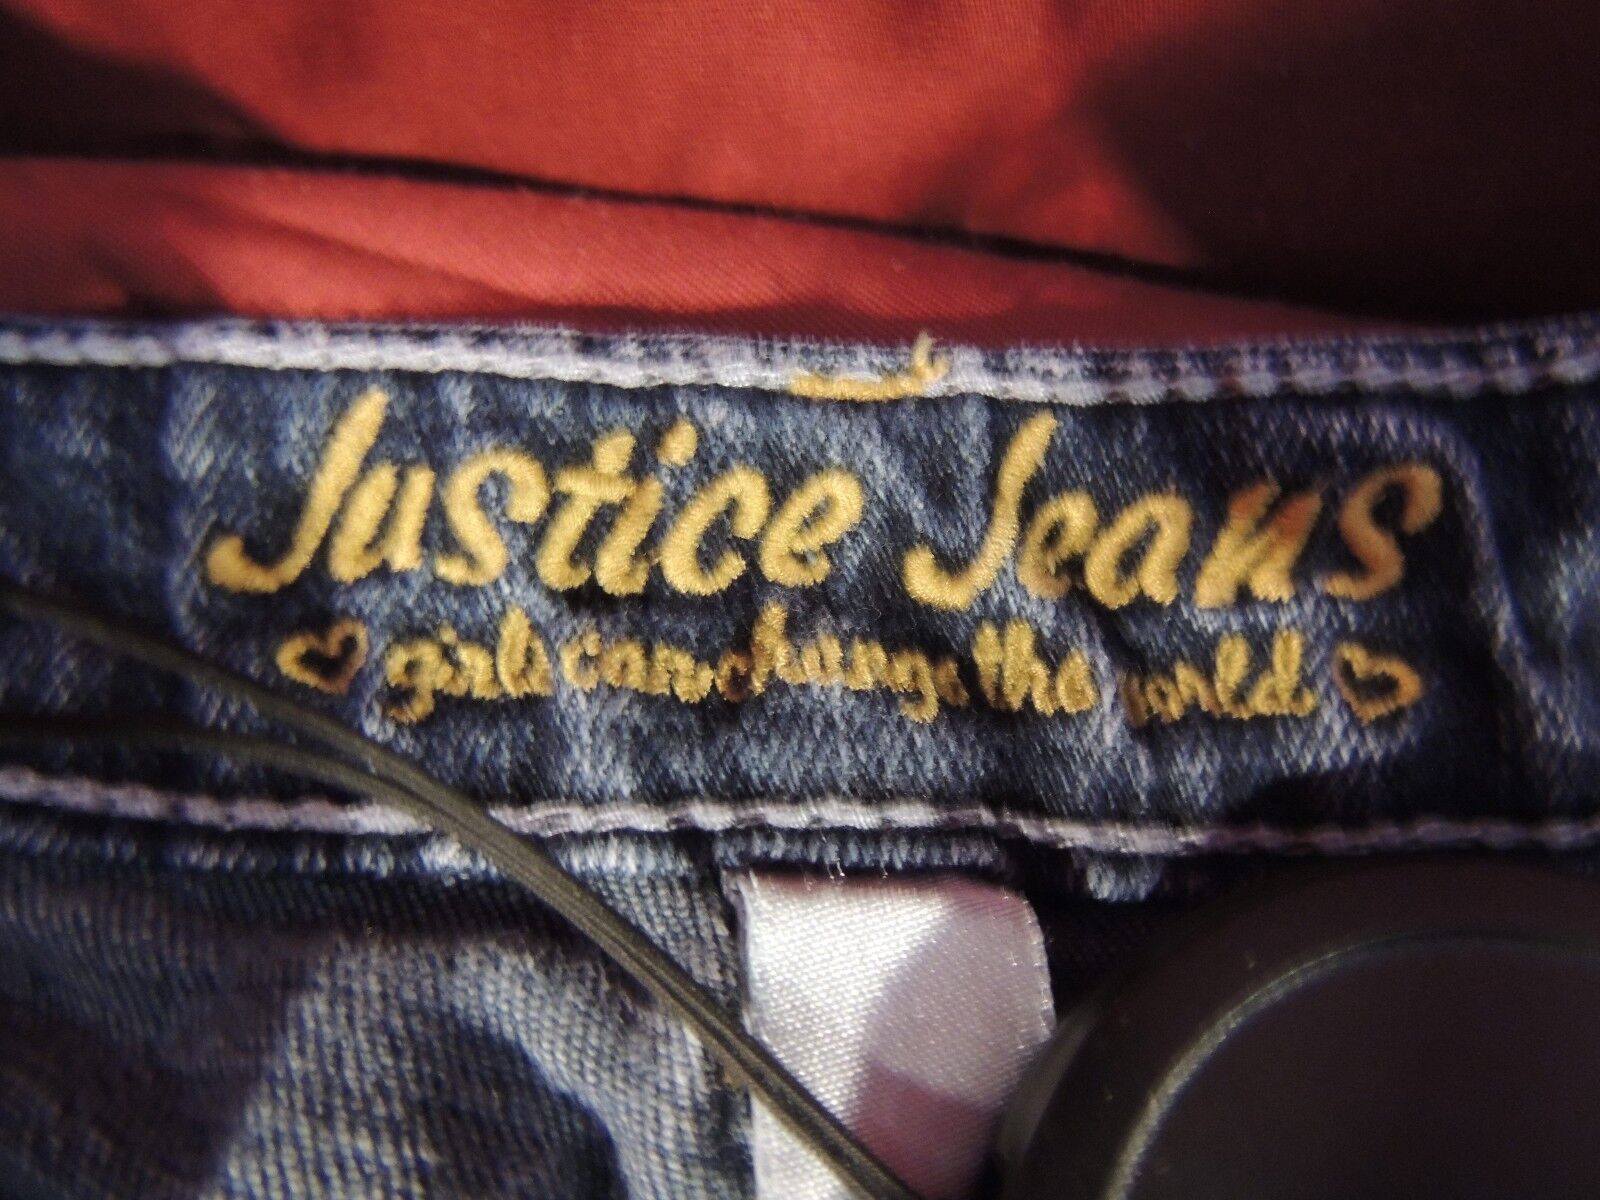 Justice Jeans
girls can change the world